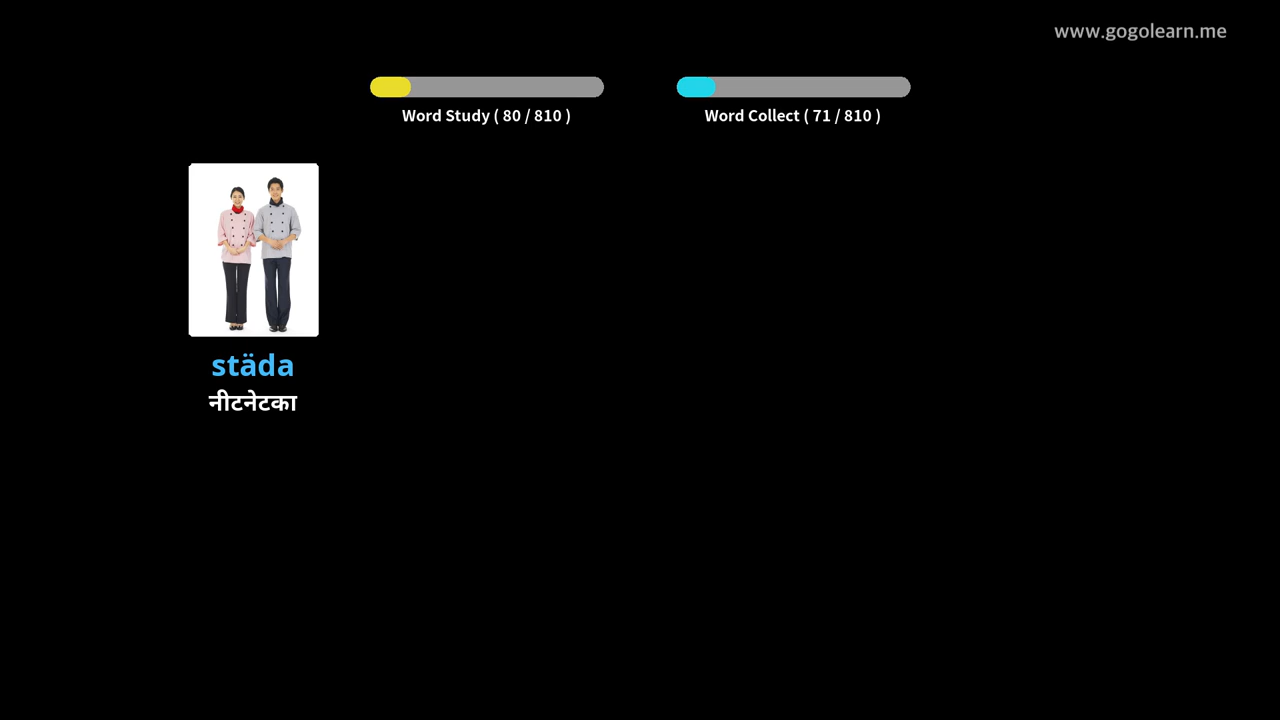 www.gogolearn.me
Word Study ( 80 / 810 )
Word Collect ( 71 / 810 )
städa
नीटनेटका